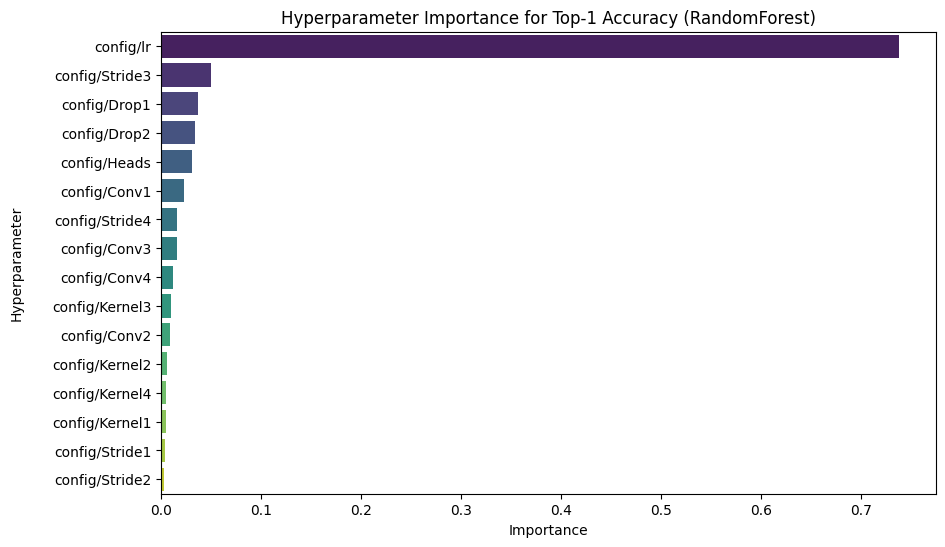 Hyperparameter Importance for Top-1 Accuracy (RandomForest)
Hyperparameter
config/lr
config/Stride3
config/Drop1
config/Drop2
config/Heads
config/Conv1
config/Stride4
config/Conv3
config/Conv4
config/Kernel3
config/Conv2
config/Kernel2
config/Kernel4
config/Kernel1
config/Stride1
config/Stride2
0.0 0.1 0.2 0.3 0.4 0.5 0.6 0.7
Importance